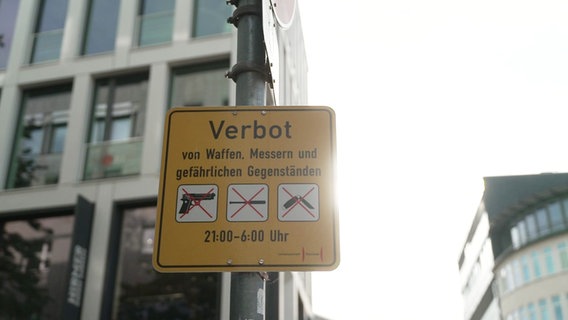 Verbot
von Waffen, Messern und
gefährlichen Gegenständen
21:00-6:00 Uhr